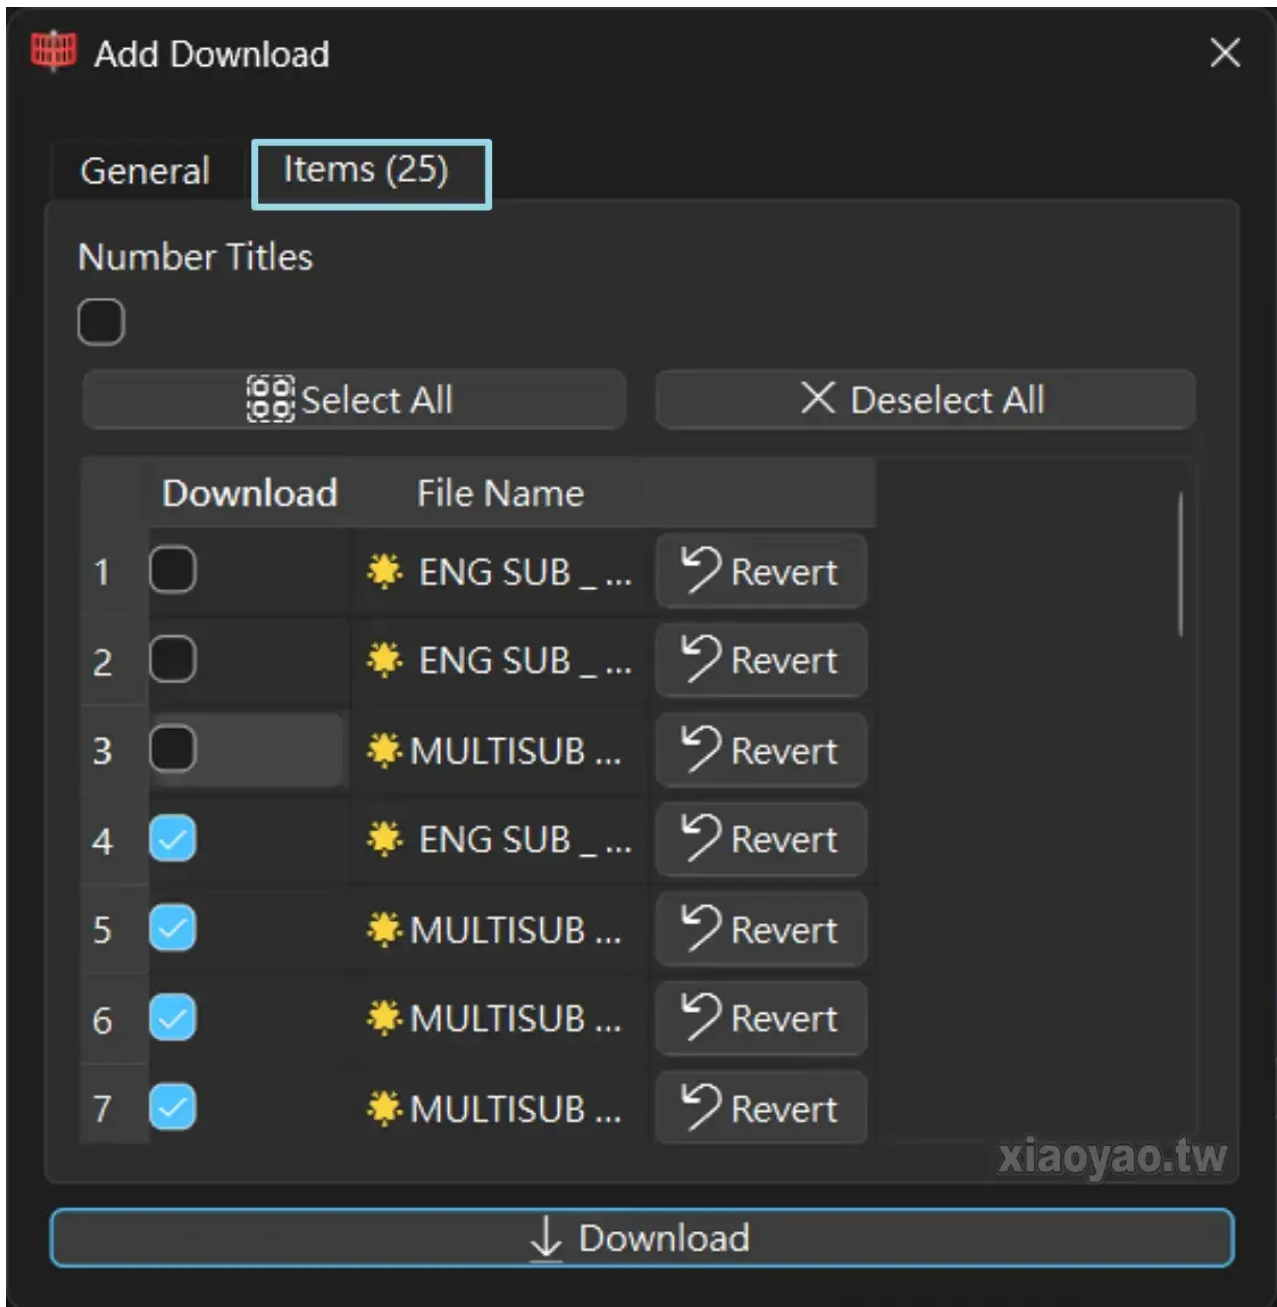 Add Download
General
Items (25)
Number Titles
Select All
Deselect All
Download File Name
1 ENG SUB _ ... Revert
2 ENG SUB _ ... Revert
3 MULTISUB ... Revert
4 ENG SUB _ ... Revert
5 MULTISUB ... Revert
6 MULTISUB ... Revert
7 MULTISUB ... Revert
xiaoyao.tw
Download